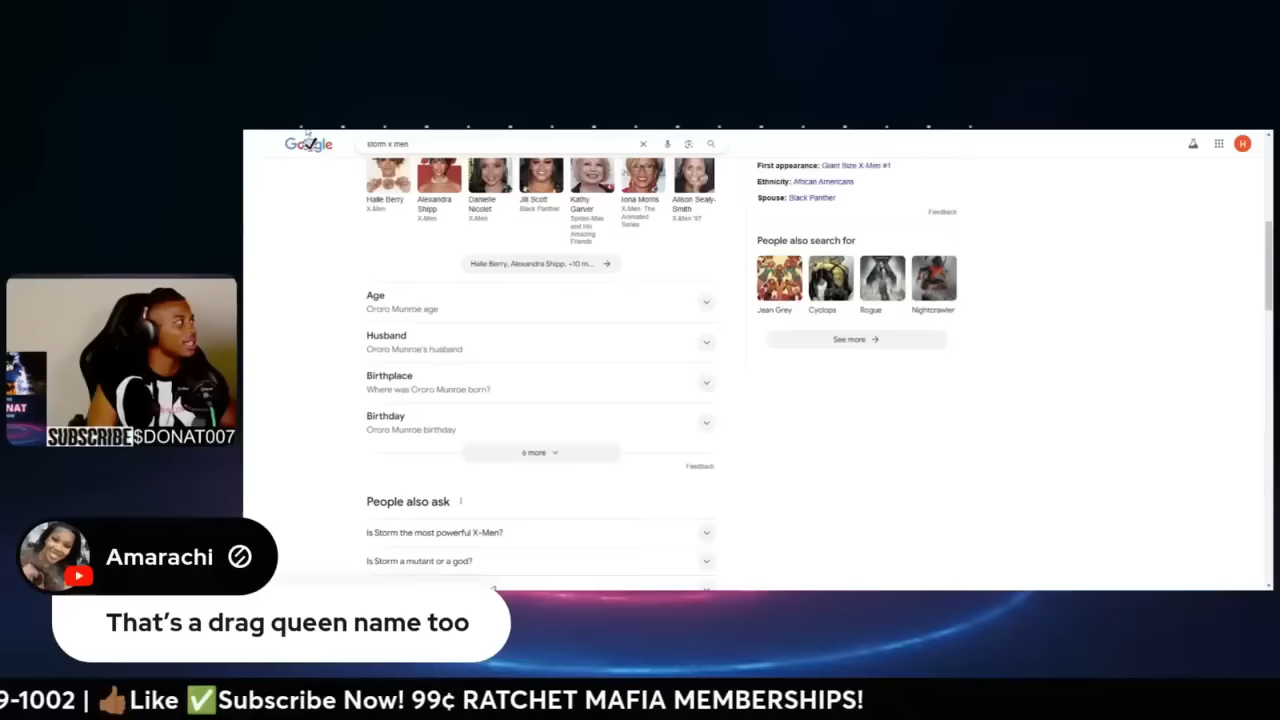 Google
storm x men
Halle Berry
X-Men
Alexandra
Shipp
X-Men
Danielle
Nicolet
X-Men
Jill Scott
Black Panther
Kathy
Garver
Spider-Man
and His
Amazing
Friends
Iona Morris
X-Men: The
Animated
Series
Alison Sealy-
Smith
X-Men '97
Halle Berry, Alexandra Shipp, +10 m...
Age
Ororo Munroe age
Husband
Ororo Munroe's husband
Birthplace
Where was Ororo Munroe born?
Birthday
Ororo Munroe birthday
6 more
Feedback
People also ask
Is Storm the most powerful X-Men?
Is Storm a mutant or a god?
First appearance: Giant Size X-Men #1
Ethnicity: African Americans
Spouse: Black Panther
Feedback
People also search for
Jean Grey
Cyclops
Rogue
Nightcrawler
See more
H
NAT
SUBSCRIBE $DONAT007
Amarachi
That's a drag queen name too
9-1002 | 👍🏾Like ✅Subscribe Now! 99¢ RATCHET MAFIA MEMBERSHIPS!